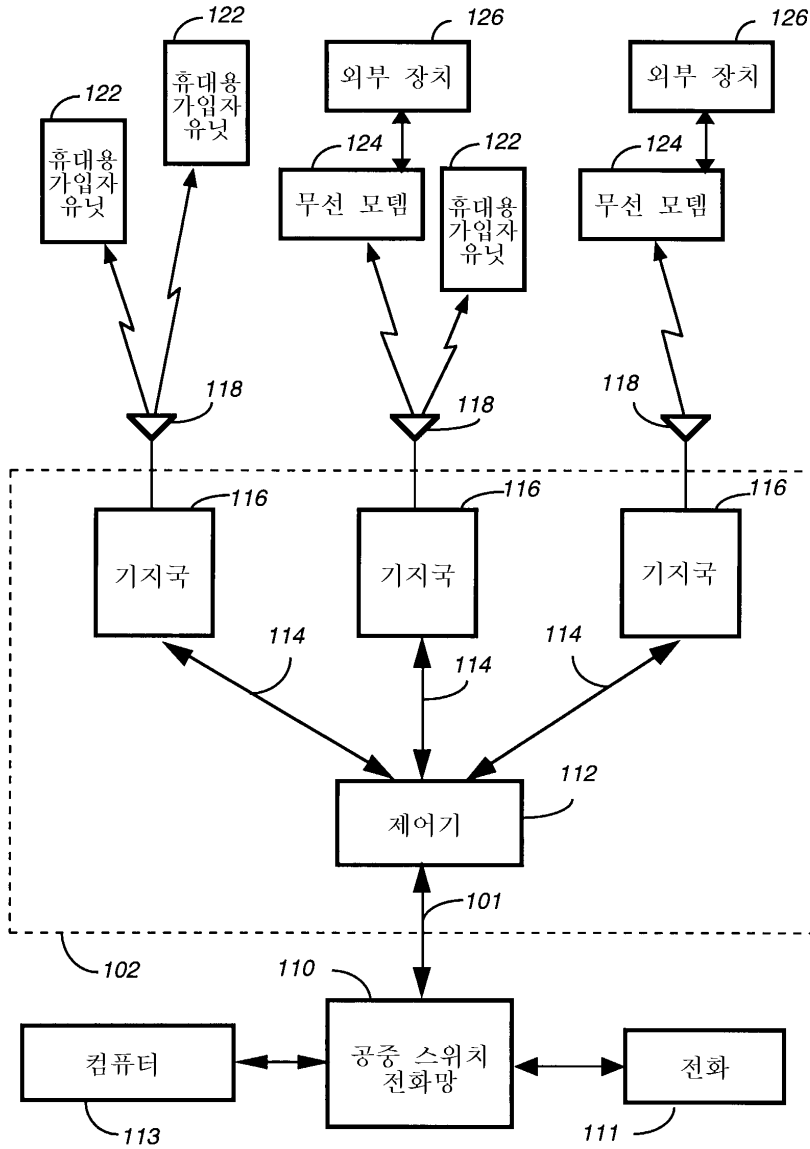 122
휴대용
가입자
유닛
122
휴대용
가입자
유닛
126
외부 장치
124
무선 모뎀
122
휴대용
가입자
유닛
126
외부 장치
124
무선 모뎀
118
118
118
116
기지국
116
기지국
116
기지국
114
114
114
112
제어기
101
102
110
공중 스위치
전화망
컴퓨터
113
전화
111